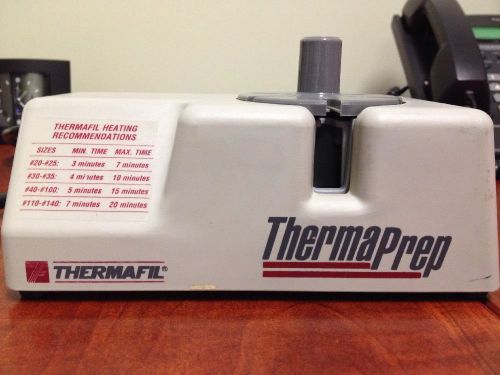 THERMAFIL HEATING
RECOMMENDATIONS
SIZES MIN. TIME MAX. TIME
#20-#25: 3 minutes 7 minutes
#30-#35: 4 minutes 10 minutes
#40-#100: 5 minutes 15 minutes
#110-#140: 7 minutes 20 minutes
THERMAFIL®
ThermaPrep